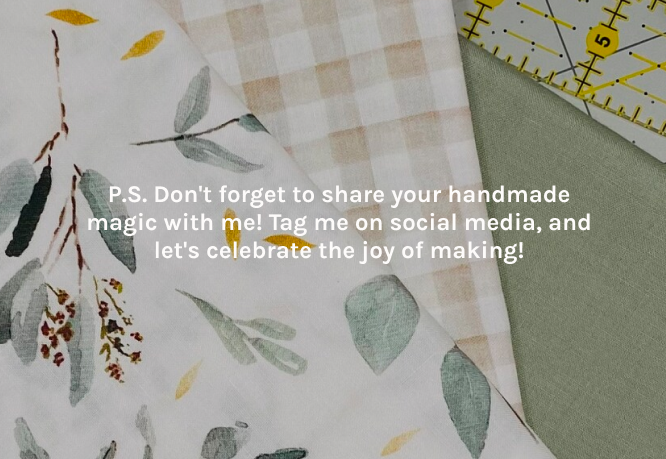 5
P.S. Don't forget to share your handmade
magic with me! Tag me on social media, and
let's celebrate the joy of making!